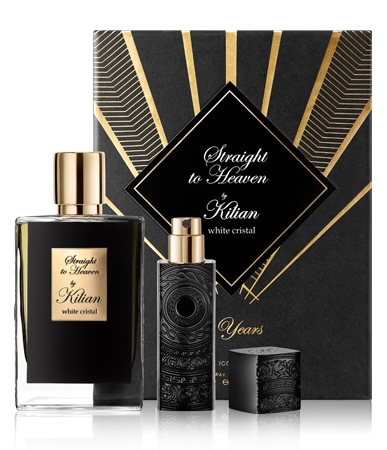 Straight
to Heaven
by
Kilian
white cristal
Years
Straight
to Heaven
by
Kilian
white cristal